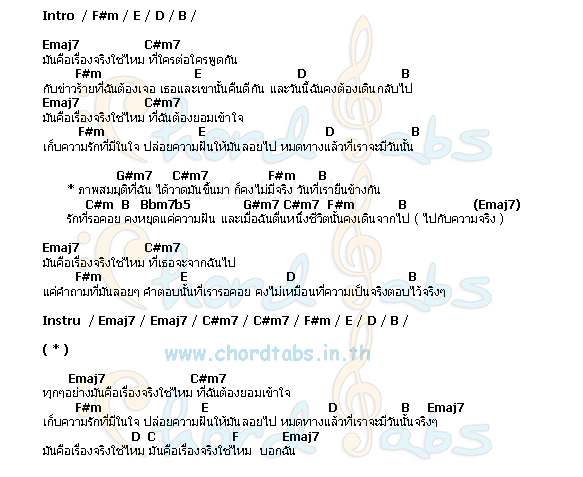 Intro / F#m / E / D / B /
Emaj7 C#m7
มันคือเรื่องจริงใช่ไหม ที่ใครต่อใครพูดกัน
F#m E D B
กับข่าวร้ายที่ฉันต้องเจอ เธอและเขานั้นคืนดีกัน และวันนี้ฉันคงต้องเดินกลับไป
Emaj7 C#m7
มันคือเรื่องจริงใช่ไหม ที่ฉันต้องยอมเข้าใจ
F#m E D B
เก็บความรักที่มีในใจ ปล่อยความฝันให้มันลอยไป หมดทางแล้วที่เราจะมีวันนั้น
G#m7 C#m7 F#m B
* ภาพสมมุติที่ฉัน ได้วาดมันขึ้นมา ก็คงไม่มีจริง วันที่เรายืนข้างกัน
C#m B Bbm7b5 G#m7 C#m7 F#m B (Emaj7)
รักที่รอคอย คงหยุดแค่ความฝัน และเมื่อฉันตื่นหนึ่งชีวิตนั้นคงเดินจากไป ( ไปกับความจริง )
Emaj7 C#m7
มันคือเรื่องจริงใช่ไหม ที่เธอจะจากฉันไป
F#m E D B
แค่คำถามที่มันลอยๆ คำตอบนั้นที่เรารอคอย คงไม่เหมือนที่ความเป็นจริงตอบไว้จริงๆ
Instru / Emaj7 / Emaj7 / C#m7 / C#m7 / F#m / E / D / B /
( * )
www.chordtabs.in.th
Emaj7 C#m7
ทุกๆอย่างมันคือเรื่องจริงใช่ไหม ที่ฉันต้องยอมเข้าใจ
F#m E D B Emaj7
เก็บความรักที่มีในใจ ปล่อยความฝันให้มันลอยไป หมดทางแล้วที่เราจะมีวันนั้นจริงๆ
D C F Emaj7
มันคือเรื่องจริงใช่ไหม มันคือเรื่องจริงใช่ไหม บอกฉัน